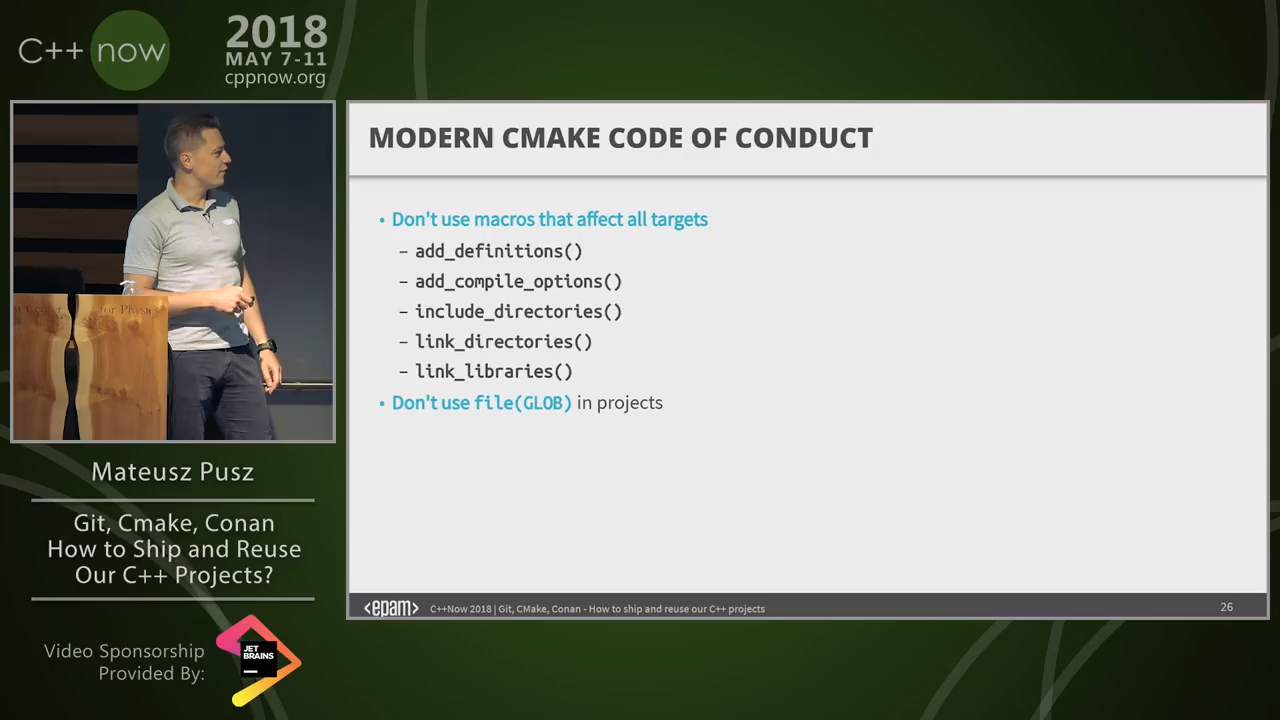 C++ now
2018
MAY 7-11
cppnow.org
MODERN CMAKE CODE OF CONDUCT
• Don't use macros that affect all targets
– add_definitions()
– add_compile_options()
– include_directories()
– link_directories()
– link_libraries()
• Don't use file(GLOB) in projects
<epam> C++Now 2018 | Git, CMake, Conan - How to ship and reuse our C++ projects
26
Center for Physics
Mateusz Pusz
Git, Cmake, Conan
How to Ship and Reuse
Our C++ Projects?
Video Sponsorship
Provided By:
JET
BRAINS